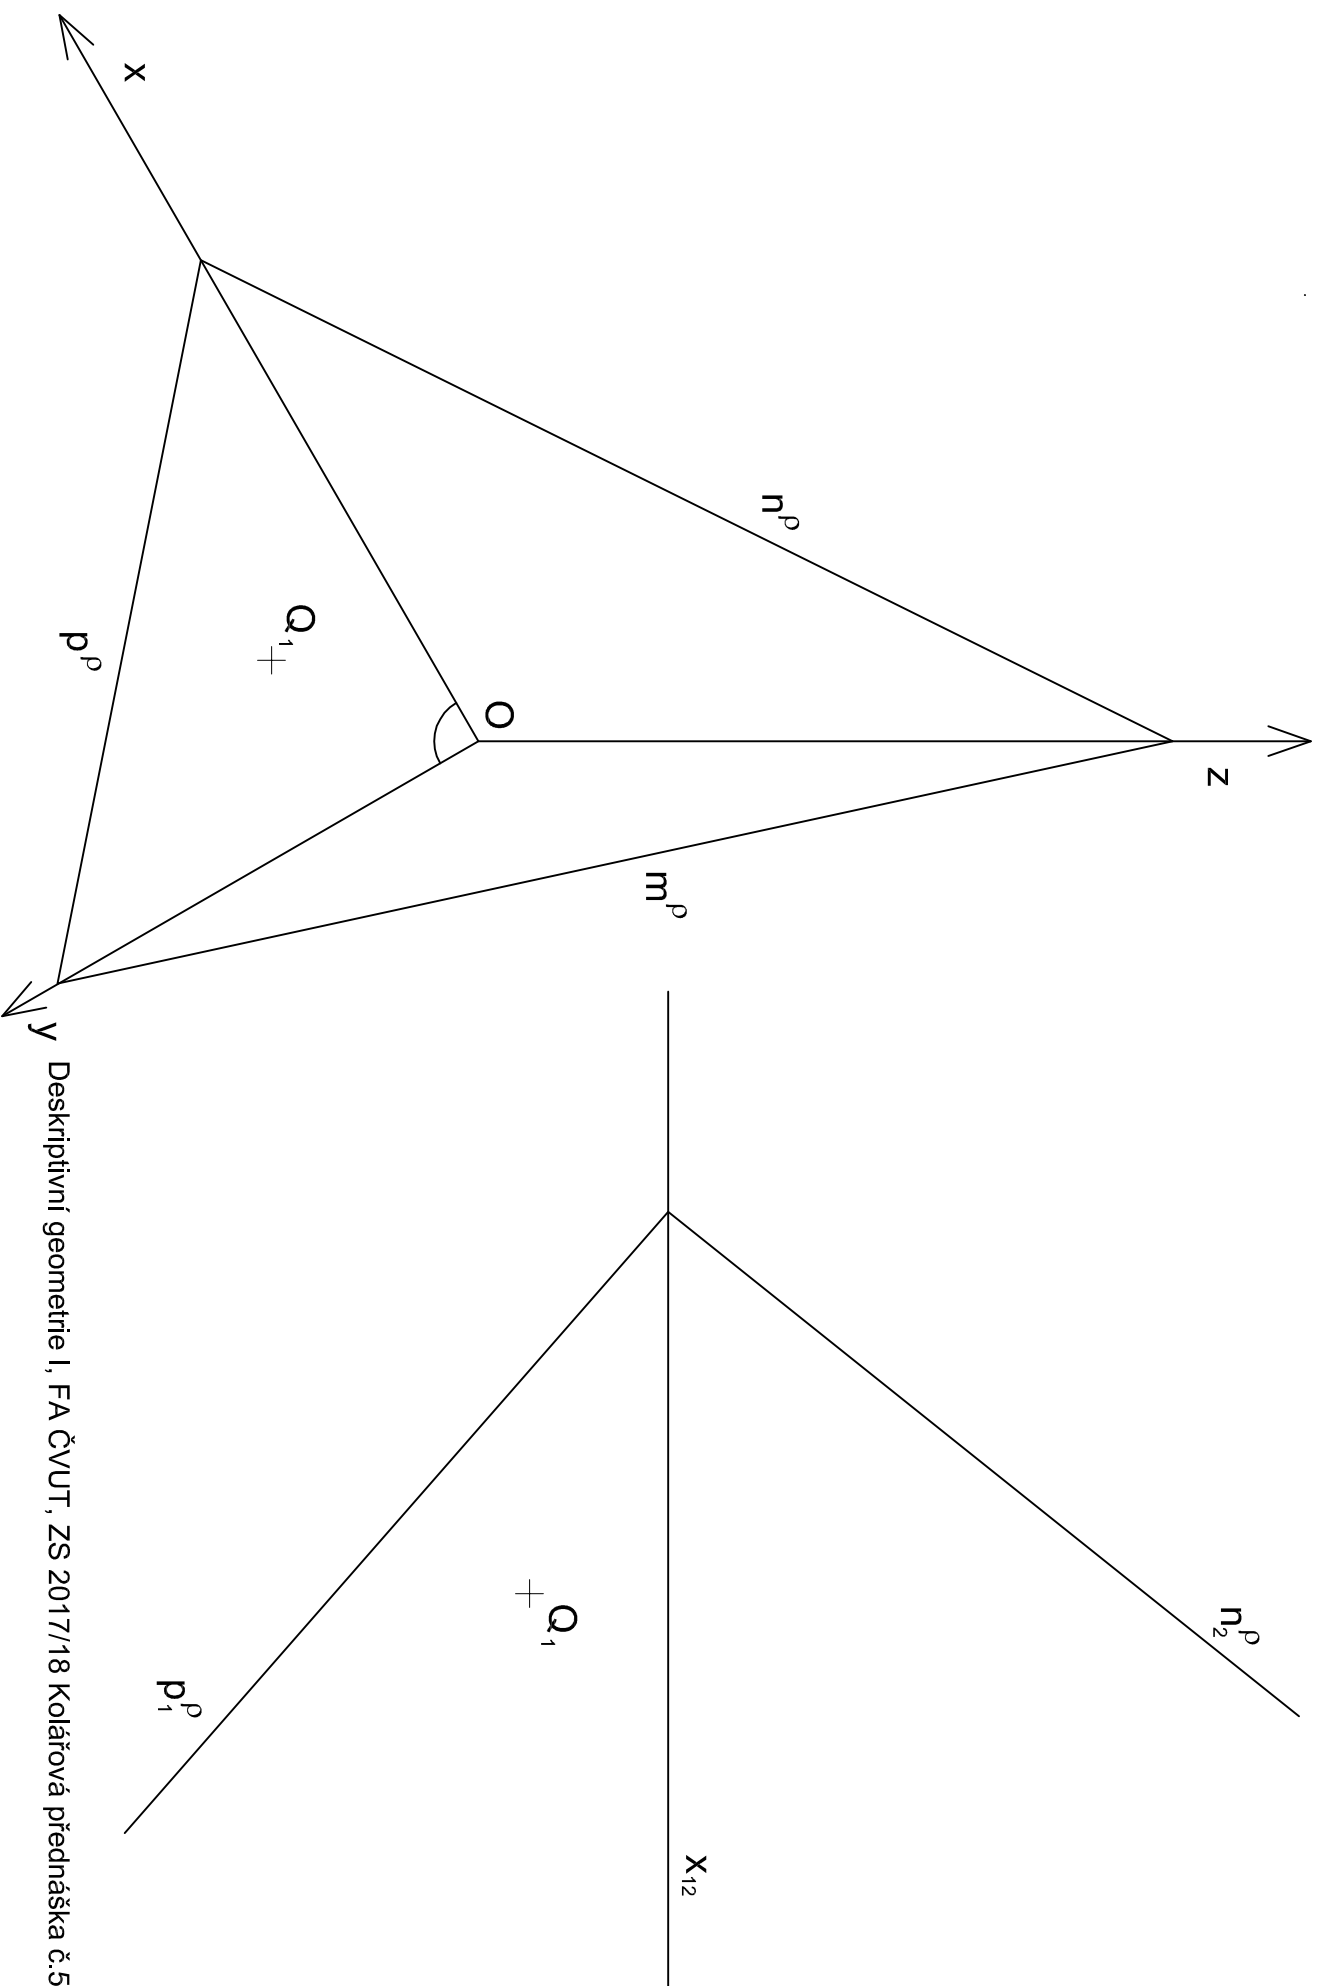 z
n^ρ
m^ρ
O
Q₁
x
p^ρ
y
n₂^ρ
x₁₂
Q₁
p₁^ρ
Deskriptivní geometrie I, FA ČVUT, ZS 2017/18 Kolářová přednáška č.5